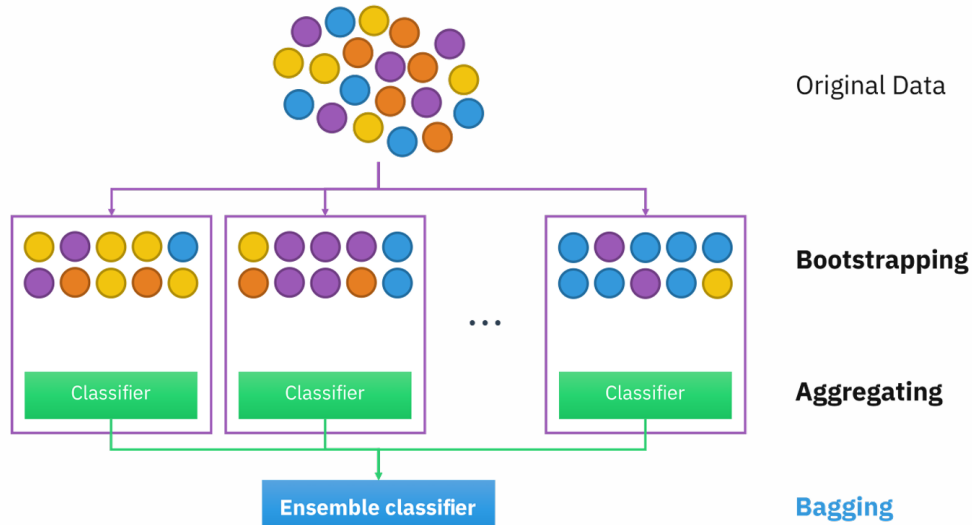 Original Data
Bootstrapping
...
Classifier
Classifier
Classifier
Aggregating
Ensemble classifier
Bagging